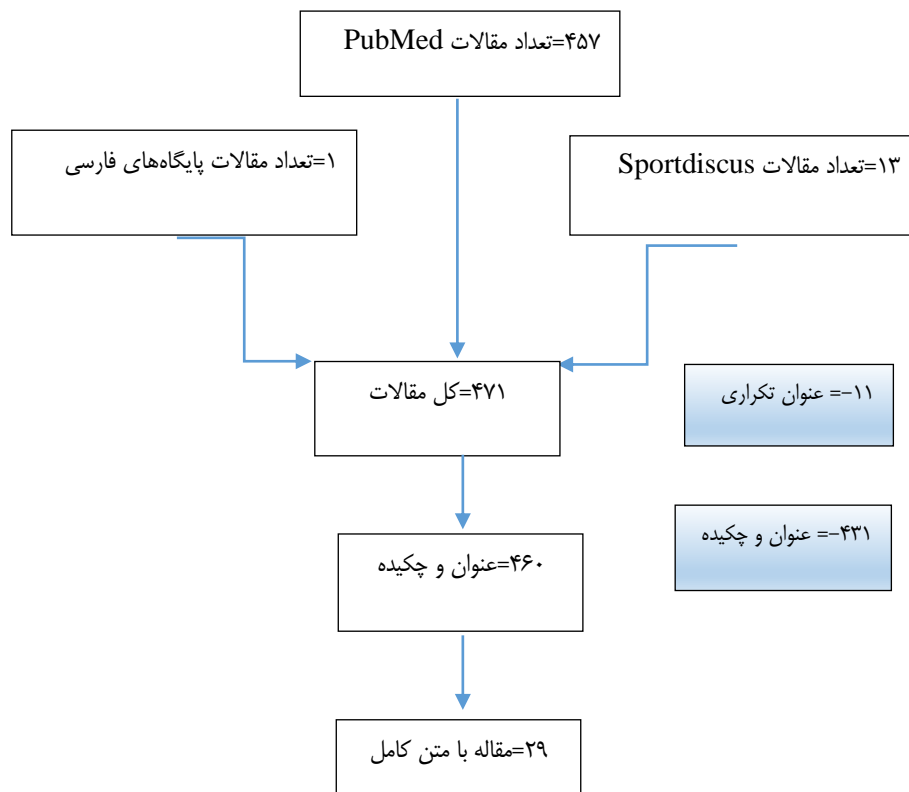 ۴۵۷=تعداد مقالات PubMed
۱=تعداد مقالات پایگاه‌های فارسی
۱۳=تعداد مقالات Sportdiscus
۴۷۱=کل مقالات
۱۱-= عنوان تکراری
۴۳۱-= عنوان و چکیده
۴۶۰=عنوان و چکیده
۲۹=مقاله با متن کامل